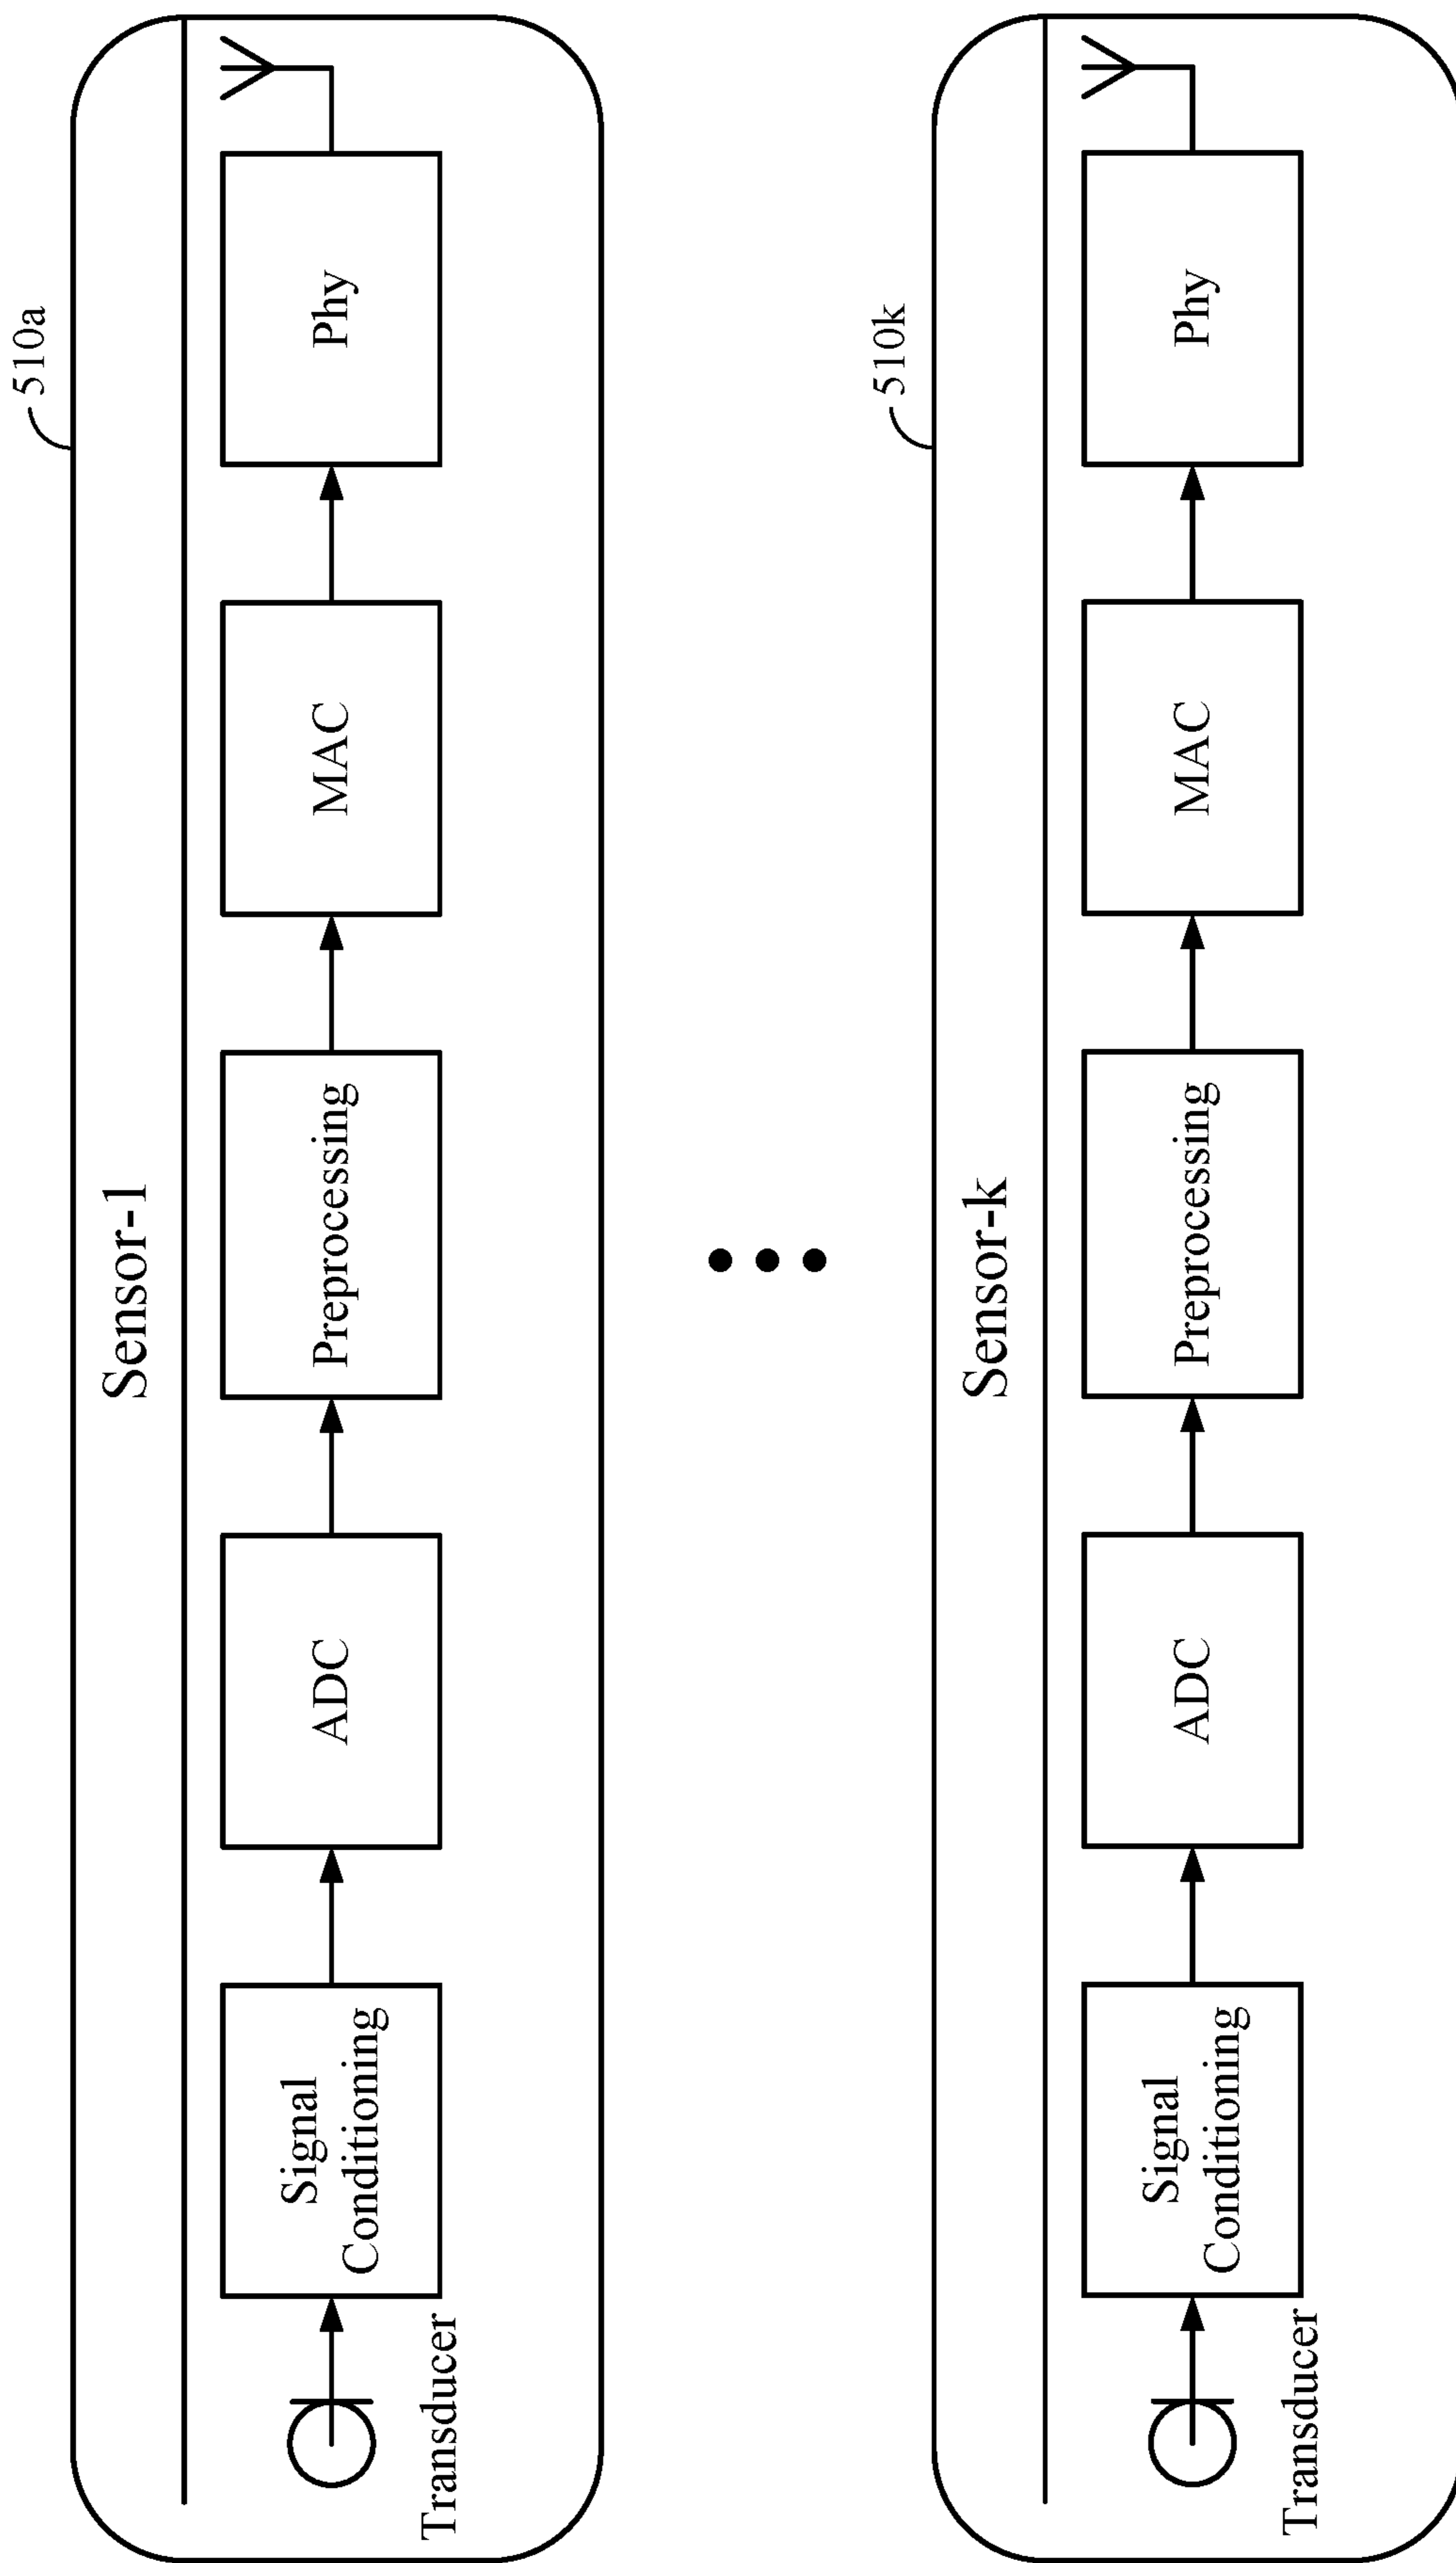 510a
Sensor-1
Transducer
Signal
Conditioning
ADC
Preprocessing
MAC
Phy
510k
Sensor-k
Transducer
Signal
Conditioning
ADC
Preprocessing
MAC
Phy